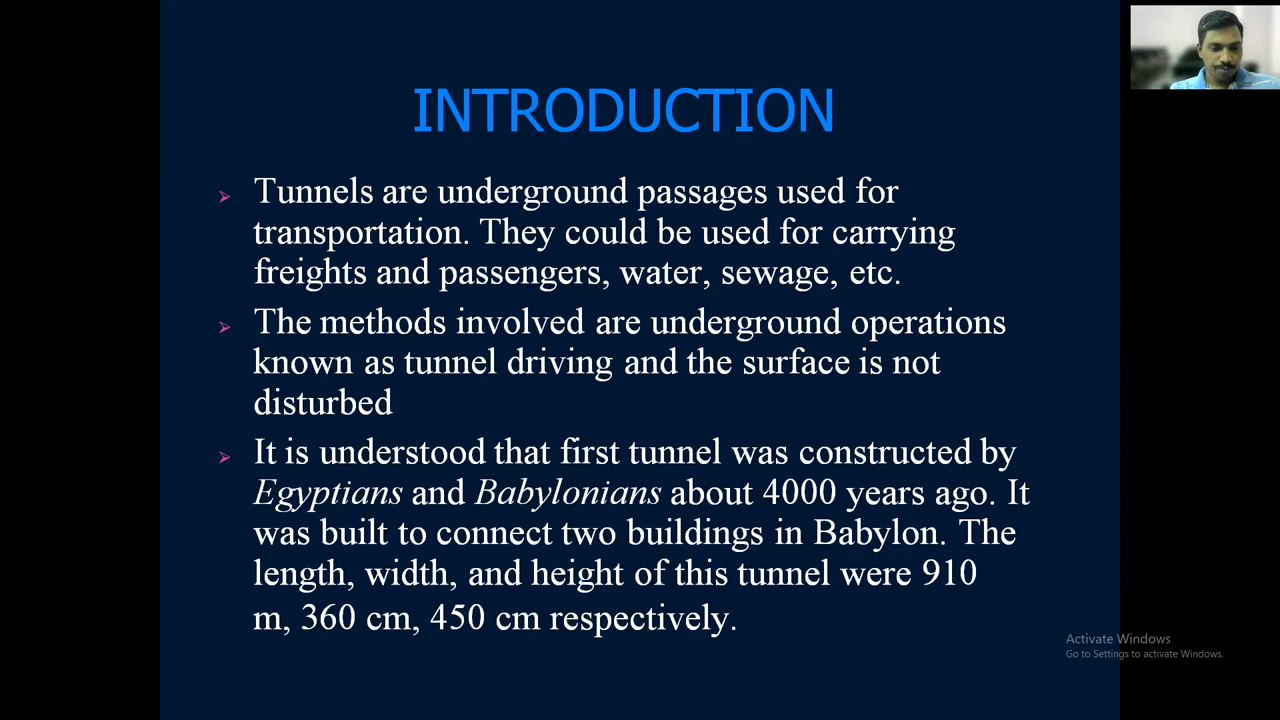 INTRODUCTION
Tunnels are underground passages used for
transportation. They could be used for carrying
freights and passengers, water, sewage, etc.
The methods involved are underground operations
known as tunnel driving and the surface is not
disturbed
It is understood that first tunnel was constructed by
Egyptians and Babylonians about 4000 years ago. It
was built to connect two buildings in Babylon. The
length, width, and height of this tunnel were 910
m, 360 cm, 450 cm respectively.
Activate Windows
Go to Settings to activate Windows.